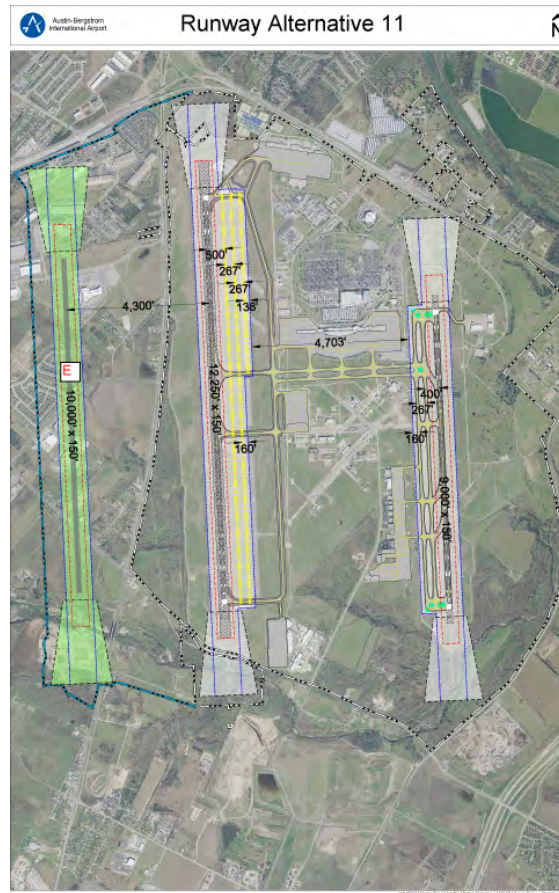 Austin-Bergstrom
International Airport
Runway Alternative 11
N
500'
267'
267'
136'
4,300'
4,703'
E
10,000' x 150'
12,250' x 150'
400'
267'
160'
160'
9,000' x 150'